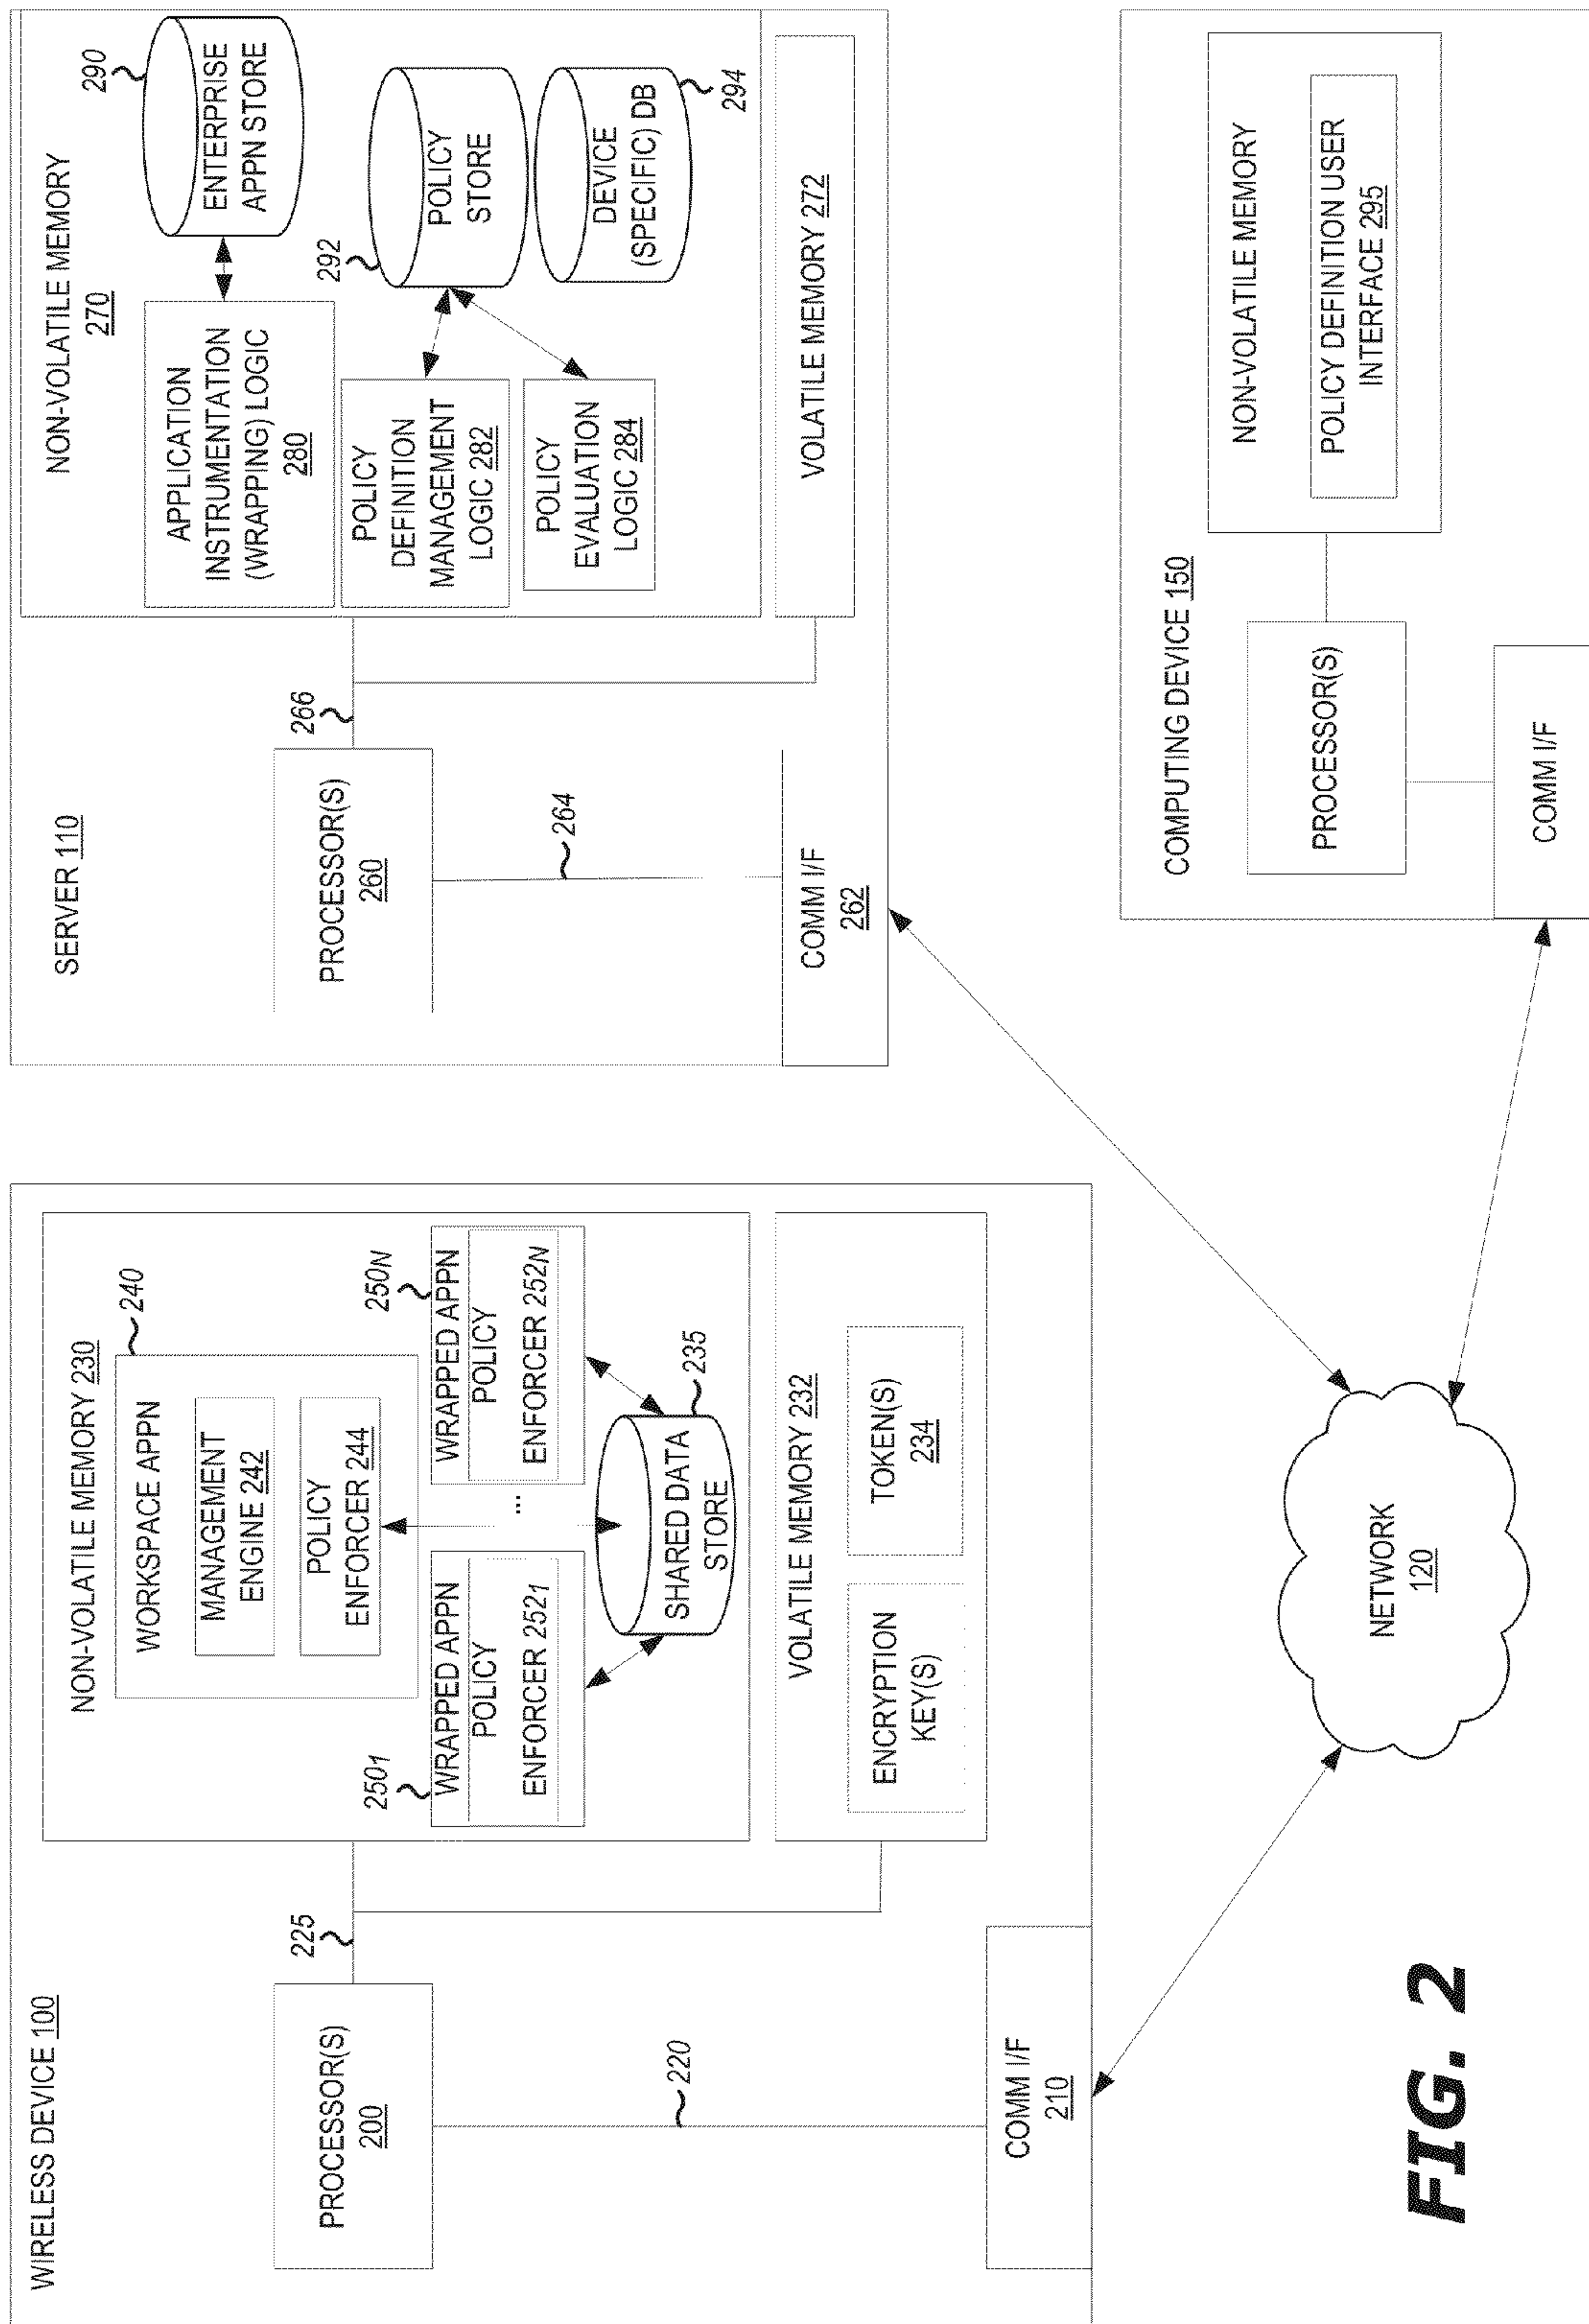 WIRELESS DEVICE 100
PROCESSOR(S)
200
225
220
COMM I/F
210
NON-VOLATILE MEMORY 230
240
WORKSPACE APPN
MANAGEMENT
ENGINE 242
POLICY
ENFORCER 244
2501
WRAPPED APPN
POLICY
ENFORCER 2521
...
250N
WRAPPED APPN
POLICY
ENFORCER 252N
235
SHARED DATA
STORE
VOLATILE MEMORY 232
ENCRYPTION
KEY(S)
TOKEN(S)
234
SERVER 110
PROCESSOR(S)
260
266
264
COMM I/F
262
NON-VOLATILE MEMORY
270
APPLICATION
INSTRUMENTATION
(WRAPPING) LOGIC
280
290
ENTERPRISE
APPN STORE
POLICY
DEFINITION
MANAGEMENT
LOGIC 282
292
POLICY
STORE
POLICY
EVALUATION
LOGIC 284
DEVICE
(SPECIFIC) DB
294
VOLATILE MEMORY 272
NETWORK
120
COMPUTING DEVICE 150
PROCESSOR(S)
COMM I/F
NON-VOLATILE MEMORY
POLICY DEFINITION USER
INTERFACE 295
FIG. 2